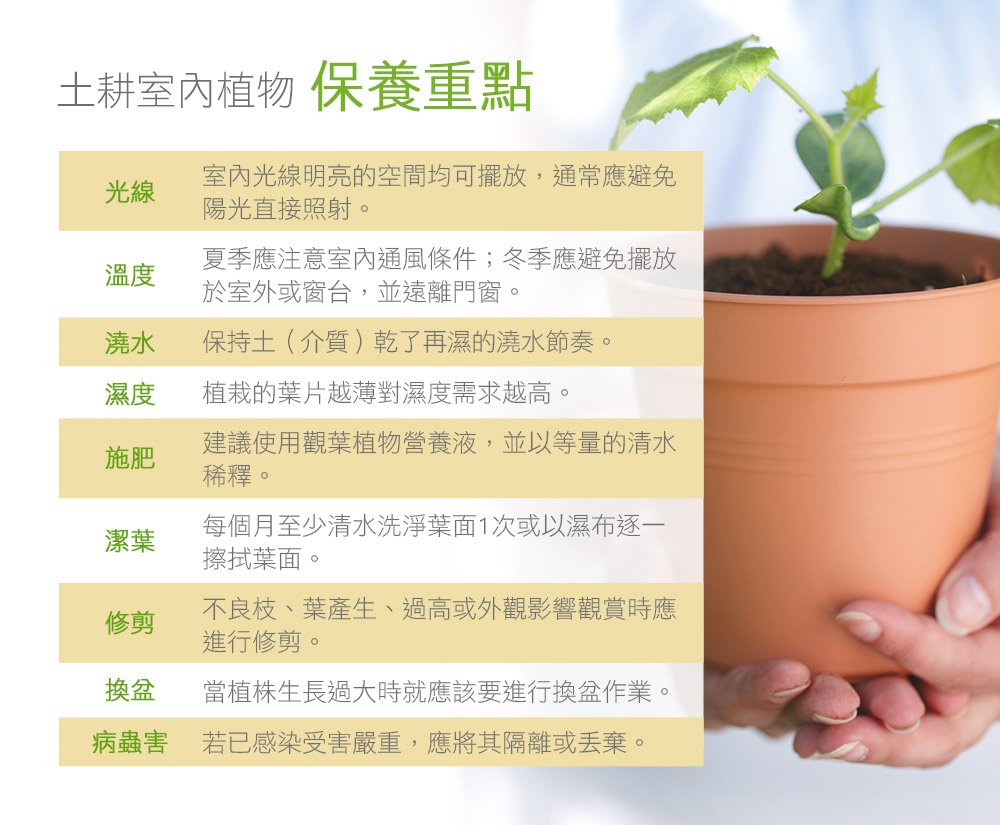 土耕室內植物 保養重點
光線
室內光線明亮的空間均可擺放，通常應避免
陽光直接照射。
溫度
夏季應注意室內通風條件；冬季應避免擺放
於室外或窗台，並遠離門窗。
澆水
保持土（介質）乾了再濕的澆水節奏。
濕度
植栽的葉片越薄對濕度需求越高。
施肥
建議使用觀葉植物營養液，並以等量的清水
稀釋。
潔葉
每個月至少清水洗淨葉面1次或以濕布逐一
擦拭葉面。
修剪
不良枝、葉產生、過高或外觀影響觀賞時應
進行修剪。
換盆
當植株生長過大時就應該要進行換盆作業。
病蟲害
若已感染受害嚴重，應將其隔離或丟棄。